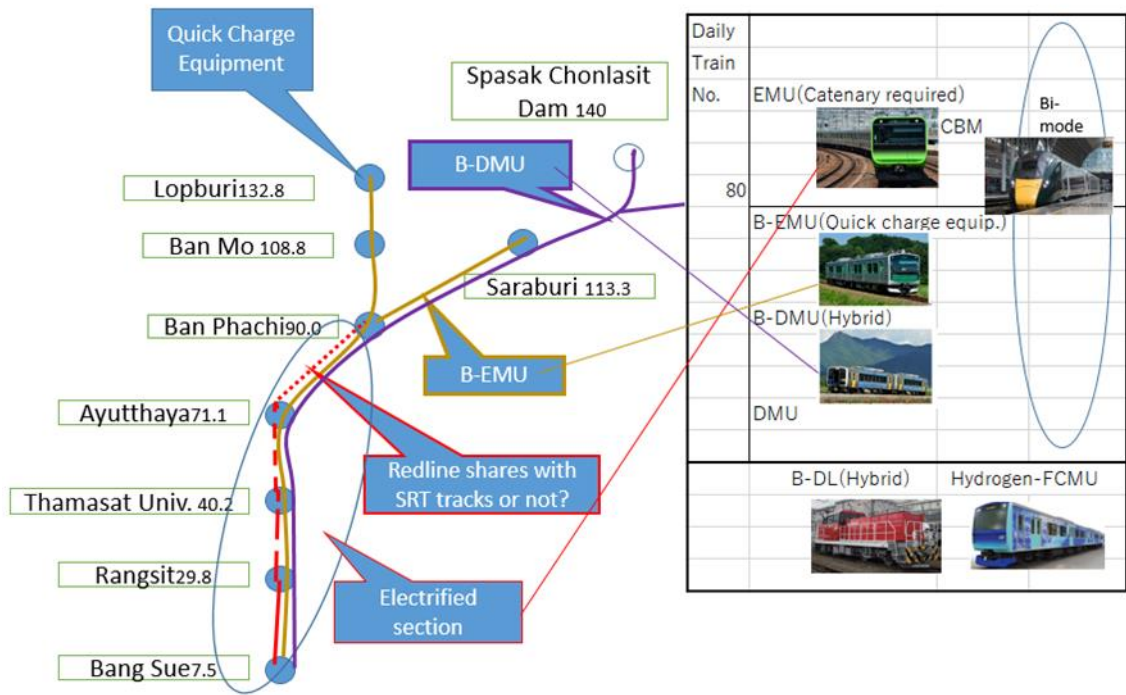 Quick Charge
Equipment
Spasak Chonlasit
Dam 140
B-DMU
Lopburi132.8
Ban Mo 108.8
Saraburi 113.3
Ban Phachi90.0
B-EMU
Ayutthaya71.1
Redline shares with
SRT tracks or not?
Thamasat Univ. 40.2
Rangsit29.8
Electrified
section
Bang Sue7.5
Daily
Train
No.
EMU(Catenary required)
CBM
Bi-
mode
80
B-EMU(Quick charge equip.)
B-DMU(Hybrid)
DMU
B-DL(Hybrid)
Hydrogen-FCMU